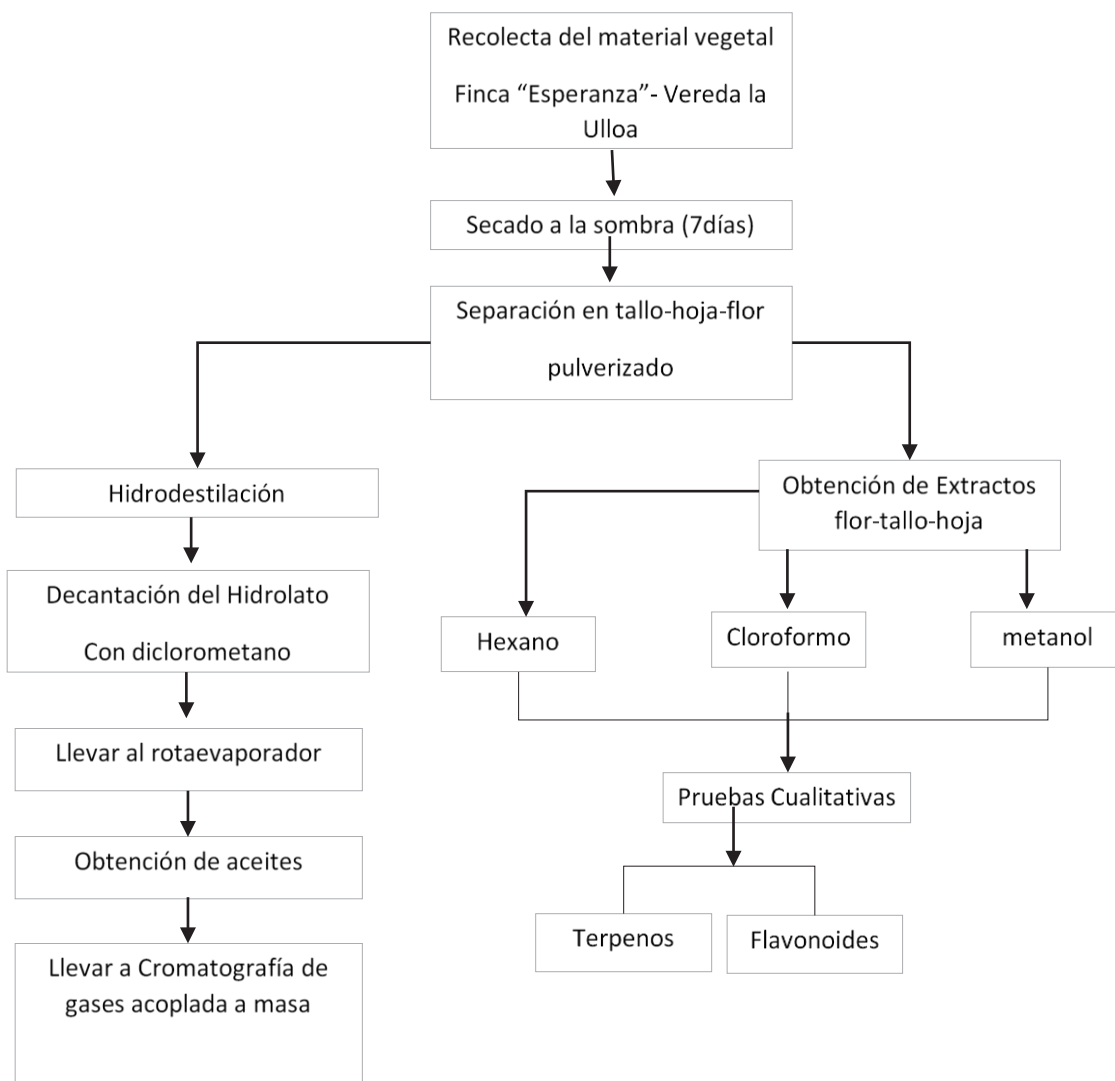 Recolecta del material vegetal
Finca “Esperanza”- Vereda la
Ulloa
Secado a la sombra (7días)
Separación en tallo-hoja-flor
pulverizado
Hidrodestilación
Decantación del Hidrolato
Con diclorometano
Llevar al rotaevaporador
Obtención de aceites
Llevar a Cromatografía de
gases acoplada a masa
Obtención de Extractos
flor-tallo-hoja
Hexano
Cloroformo
metanol
Pruebas Cualitativas
Terpenos
Flavonoides